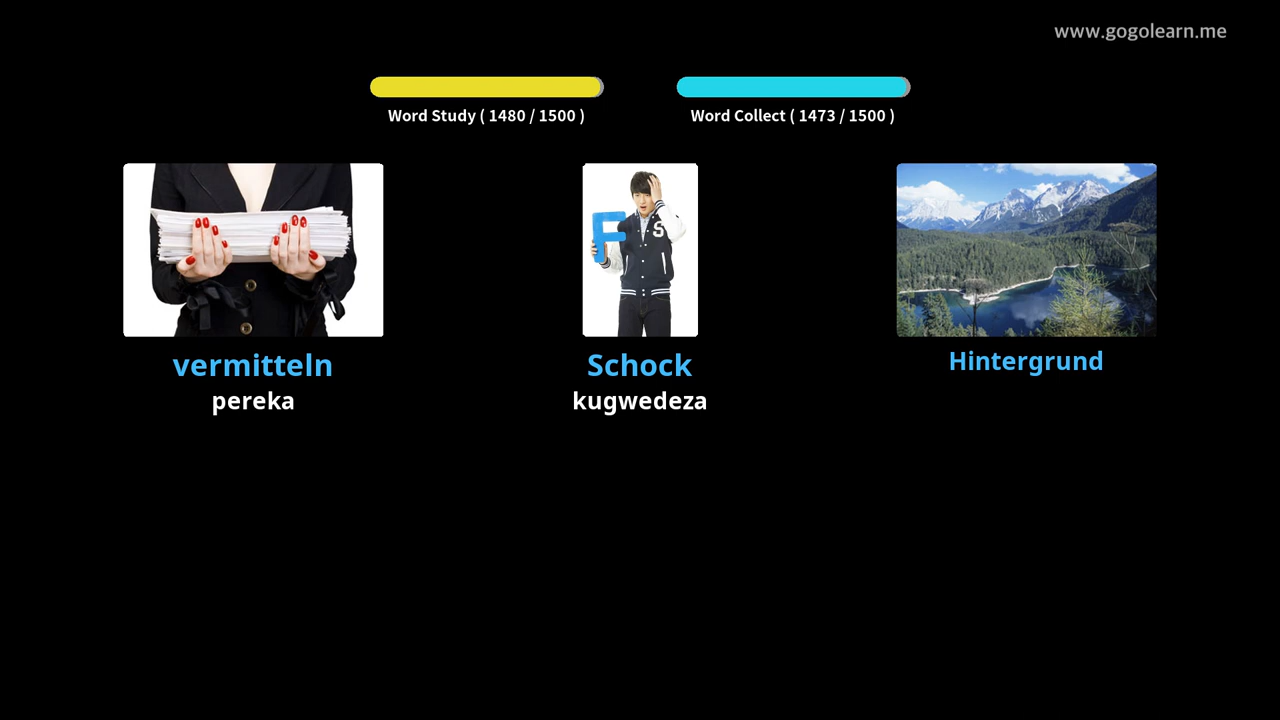 www.gogolearn.me
Word Study ( 1480 / 1500 )
Word Collect ( 1473 / 1500 )
F
S
vermitteln
pereka
Schock
kugwedeza
Hintergrund